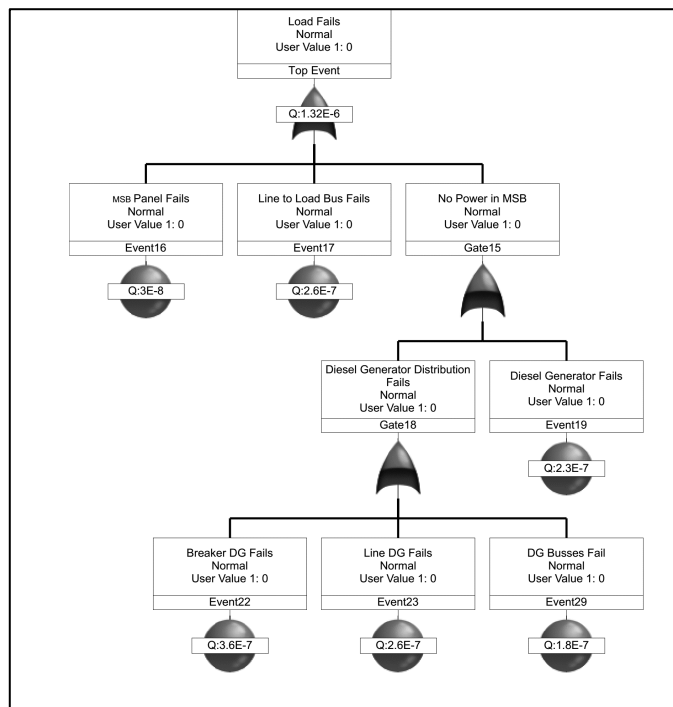 Load Fails
Normal
User Value 1: 0
Top Event
Q:1.32E-6
MSB Panel Fails
Normal
User Value 1: 0
Event16
Q:3E-8
Line to Load Bus Fails
Normal
User Value 1: 0
Event17
Q:2.6E-7
No Power in MSB
Normal
User Value 1: 0
Gate15
Diesel Generator Distribution
Fails
Normal
User Value 1: 0
Gate18
Diesel Generator Fails
Normal
User Value 1: 0
Event19
Q:2.3E-7
Breaker DG Fails
Normal
User Value 1: 0
Event22
Q:3.6E-7
Line DG Fails
Normal
User Value 1: 0
Event23
Q:2.6E-7
DG Busses Fail
Normal
User Value 1: 0
Event29
Q:1.8E-7